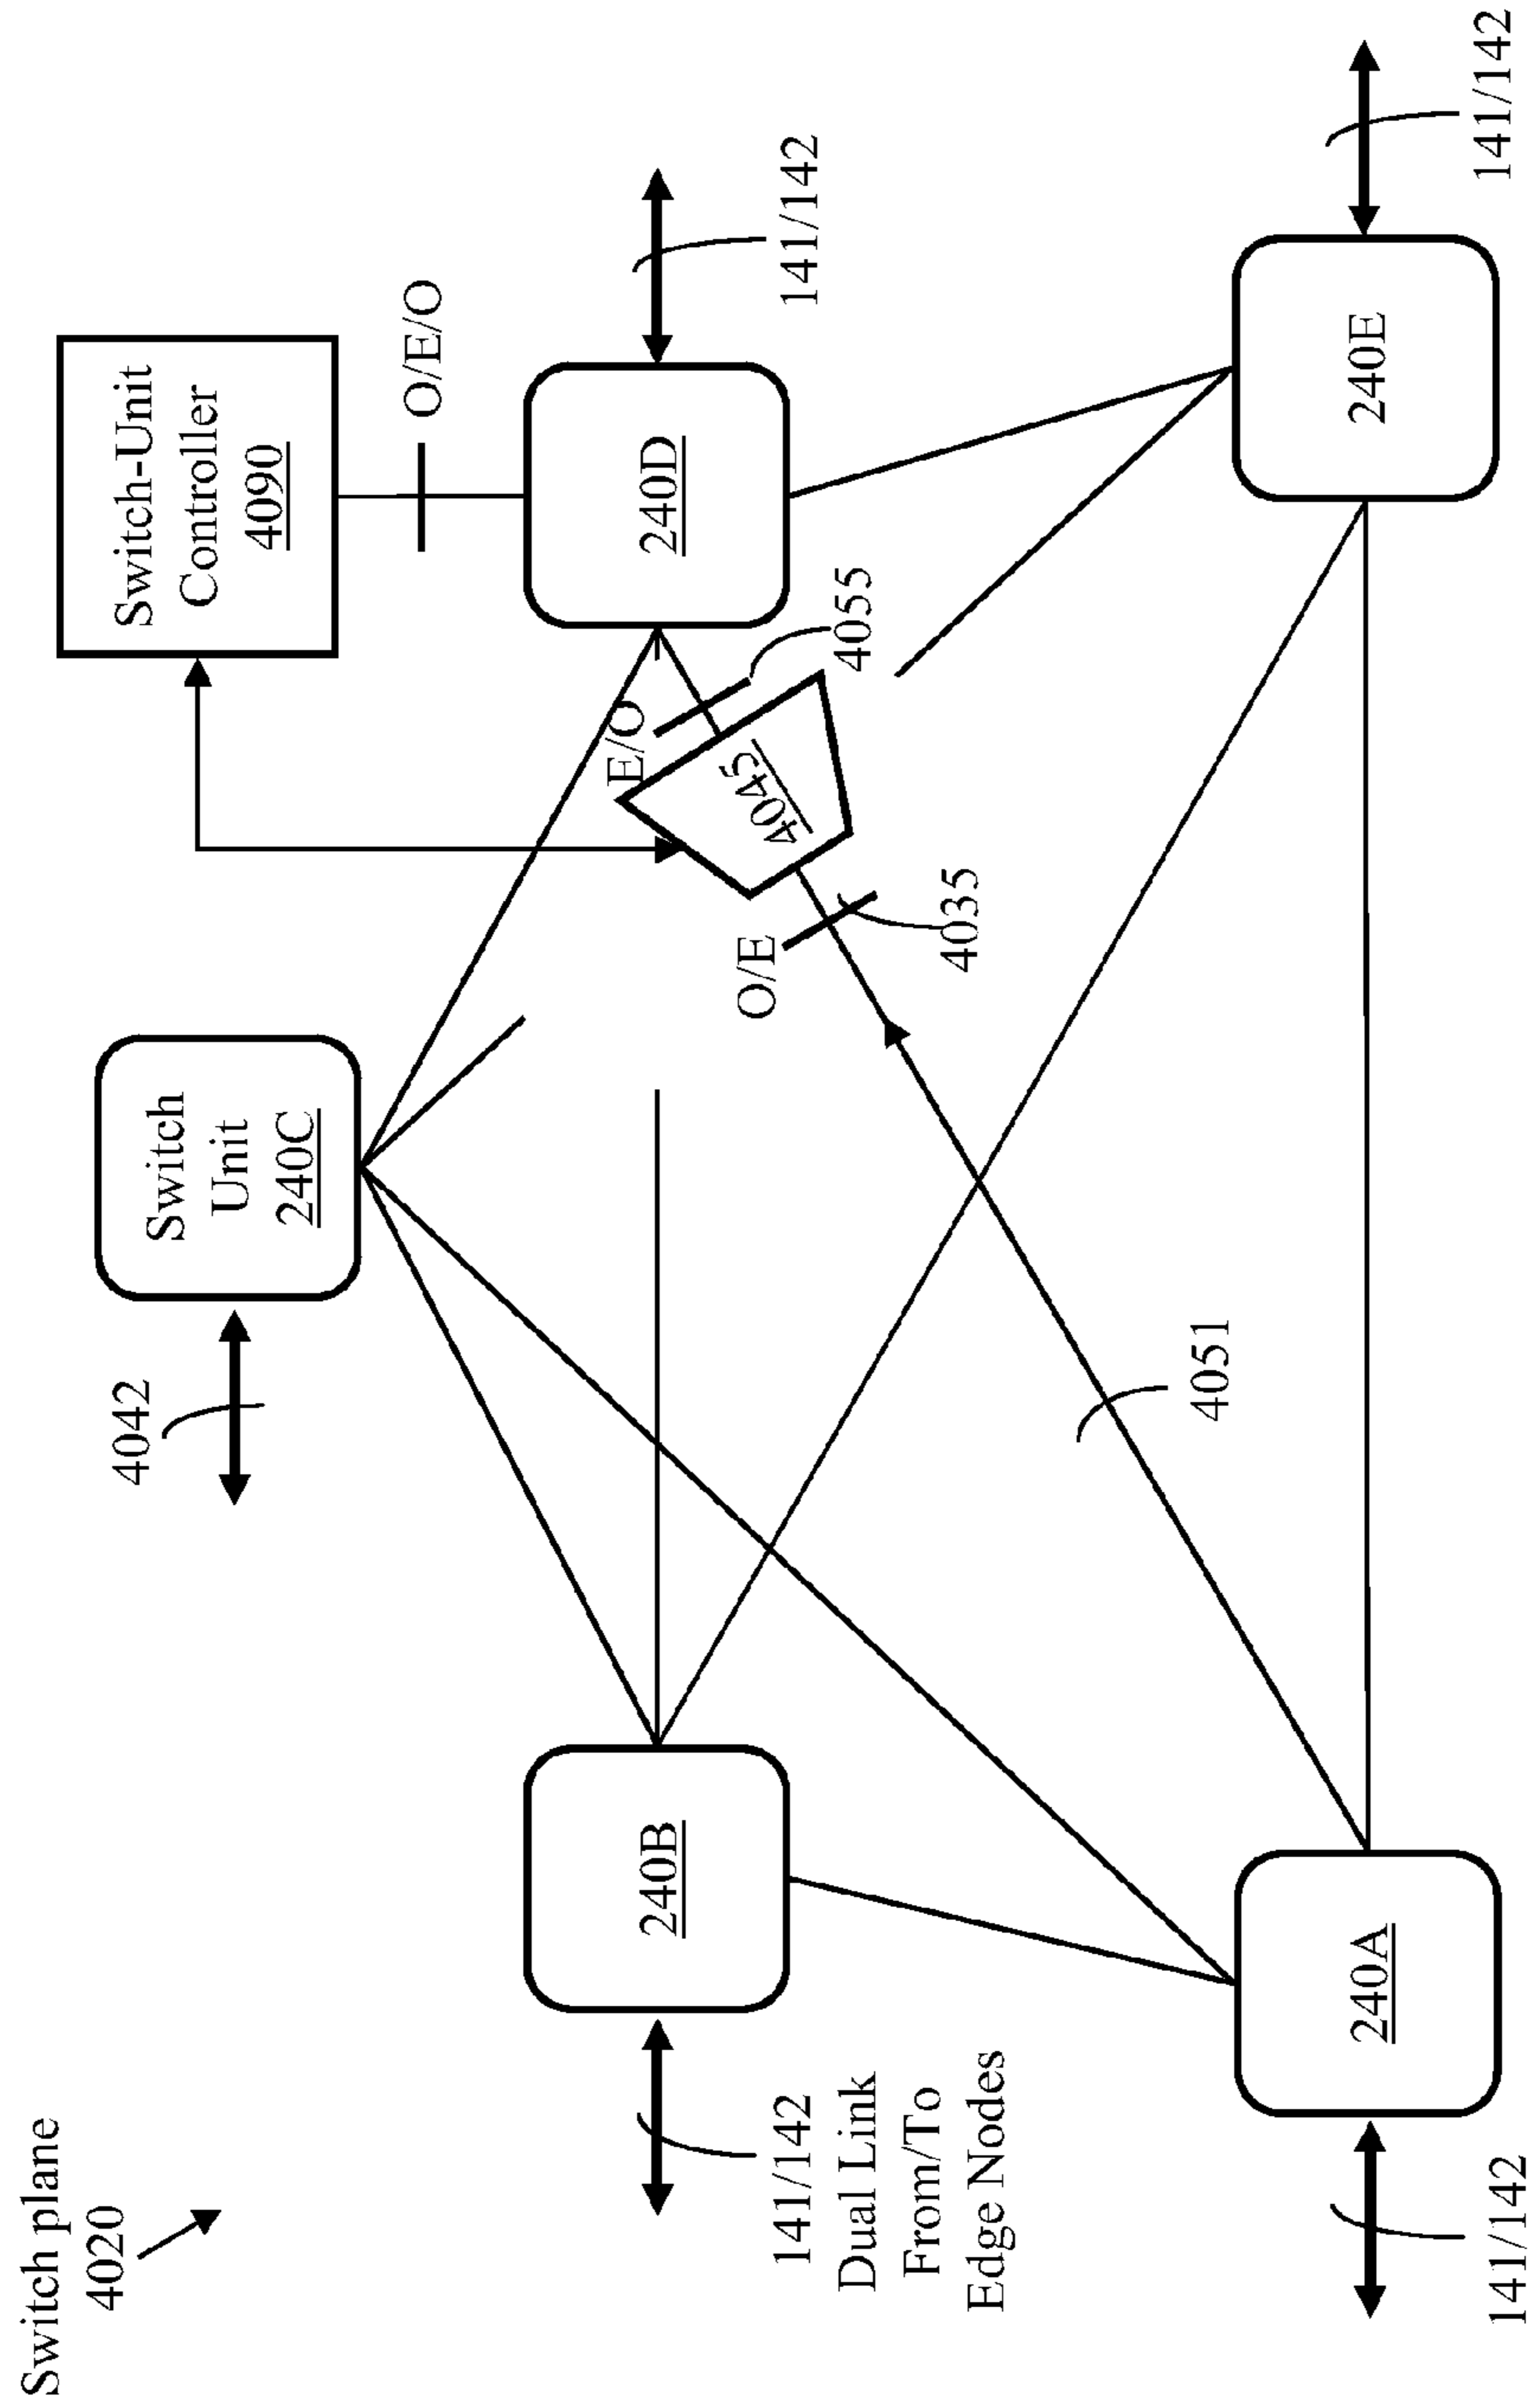 Switch plane
4020
4042
Switch
Unit
240C
Switch-Unit
Controller
4090
O/E/O
240D
141/142
E/O
4055
4045
O/E
4035
240B
141/142
Dual Link
From/To
Edge Nodes
4051
240A
141/142
240E
141/142